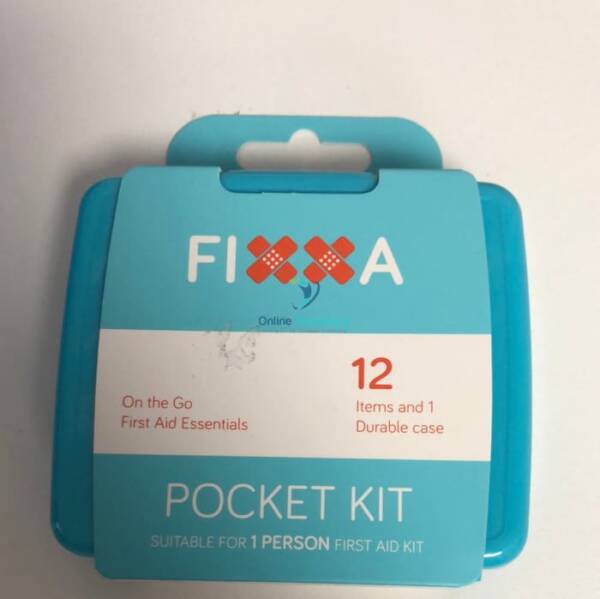 FIXXA
Online
12
On the Go
First Aid Essentials
Items and 1
Durable case
POCKET KIT
SUITABLE FOR 1 PERSON FIRST AID KIT